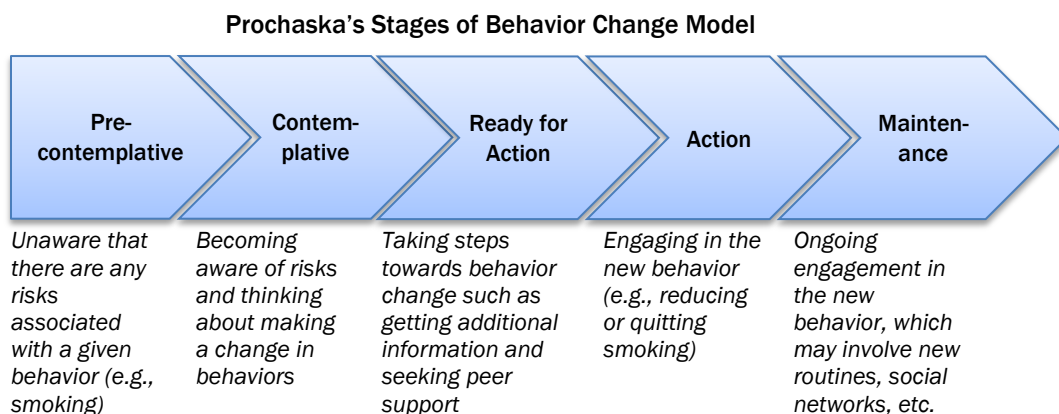 Prochaska's Stages of Behavior Change Model
Pre-
contemplative
Contem-
plative
Ready for
Action
Action
Mainten-
ance
Unaware that
there are any
risks
associated
with a given
behavior (e.g.,
smoking)
Becoming
aware of risks
and thinking
about making
a change in
behaviors
Taking steps
towards behavior
change such as
getting additional
information and
seeking peer
support
Engaging in the
new behavior
(e.g., reducing
or quitting
smoking)
Ongoing
engagement in
the new
behavior, which
may involve new
routines, social
networks, etc.